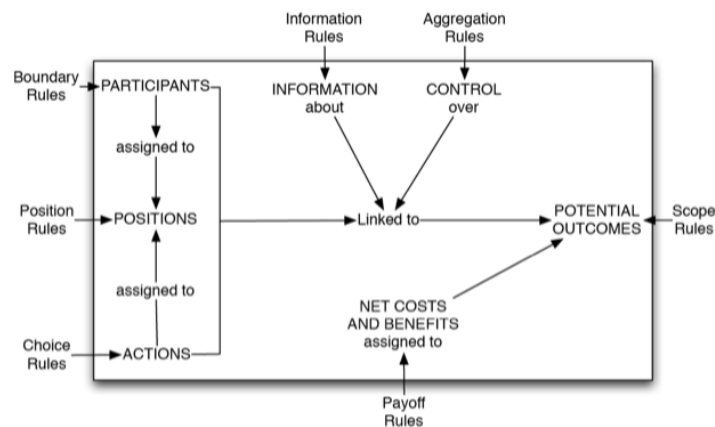 Information
Rules
Aggregation
Rules
Boundary
Rules
PARTICIPANTS
INFORMATION
about
CONTROL
over
assigned to
Position
Rules
POSITIONS
Linked to
POTENTIAL
OUTCOMES
Scope
Rules
assigned to
NET COSTS
AND BENEFITS
assigned to
Choice
Rules
ACTIONS
Payoff
Rules